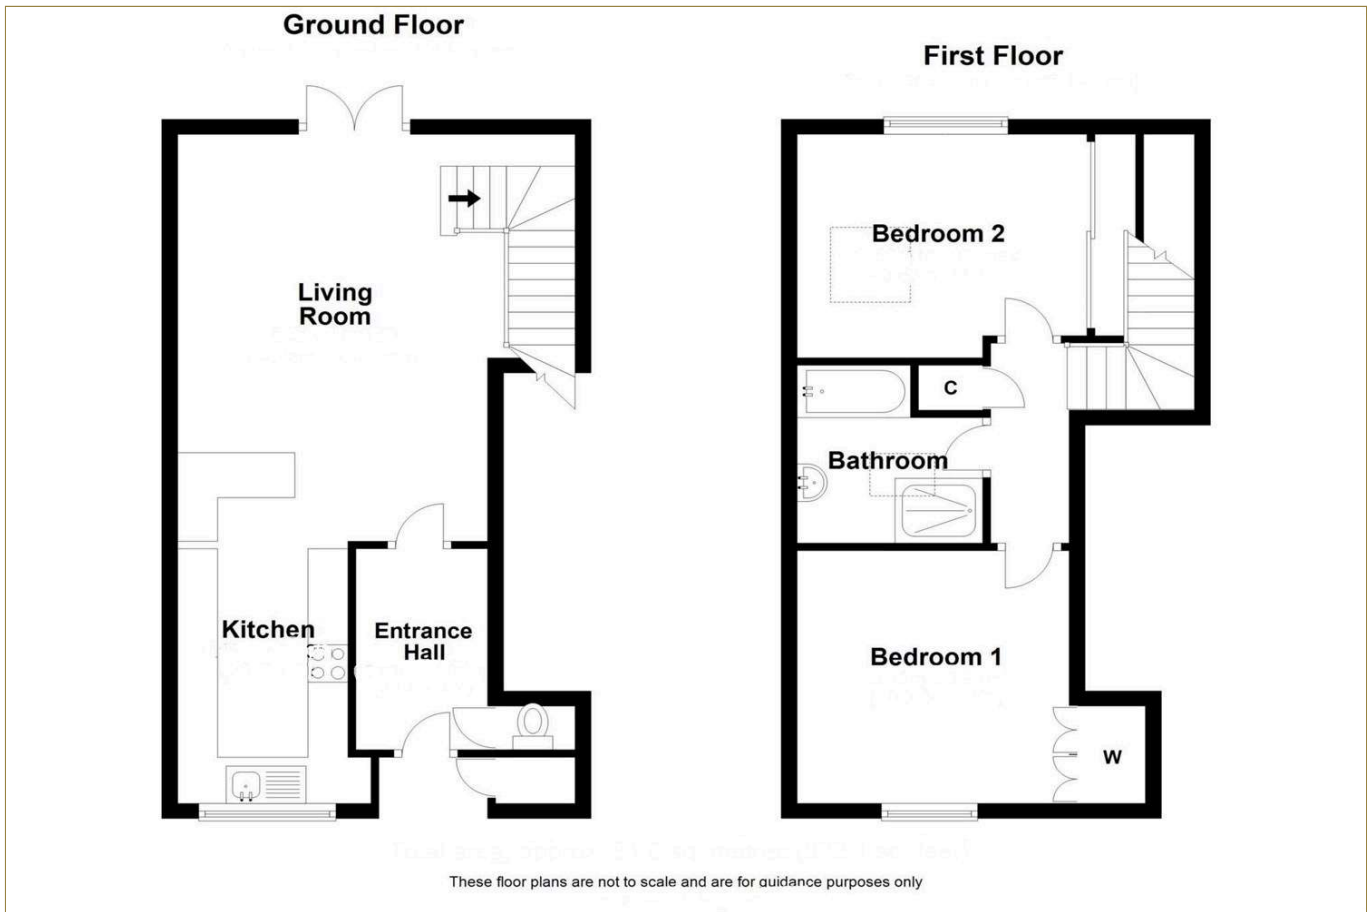 Ground Floor
First Floor
Living
Room
Kitchen
Entrance
Hall
Bedroom 2
C
Bathroom
Bedroom 1
W
These floor plans are not to scale and are for guidance purposes only